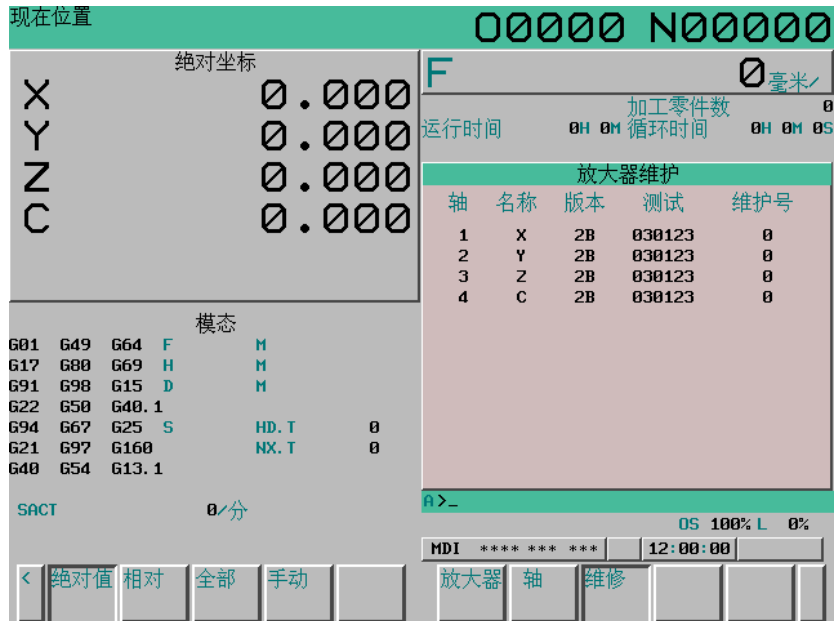 现在位置 O0000 N00000
绝对坐标
X 0.000
Y 0.000
Z 0.000
C 0.000
F 0毫米/
加工零件数 0
运行时间 0H 0M 循环时间 0H 0M 0S
放大器维护
轴 名称 版本 测试 维护号
1 X 2B 030123 0
2 Y 2B 030123 0
3 Z 2B 030123 0
4 C 2B 030123 0
模态
G01 G49 G64 F M
G17 G80 G69 H M
G91 G98 G15 D M
G22 G50 G40.1
G94 G67 G25 S HD.T 0
G21 G97 G160 NX.T 0
G40 G54 G13.1
SACT 0/分
A>_
OS 100% L 0%
MDI **** *** *** 12:00:00
< 绝对值 相对 全部 手动 放大器 轴 维修